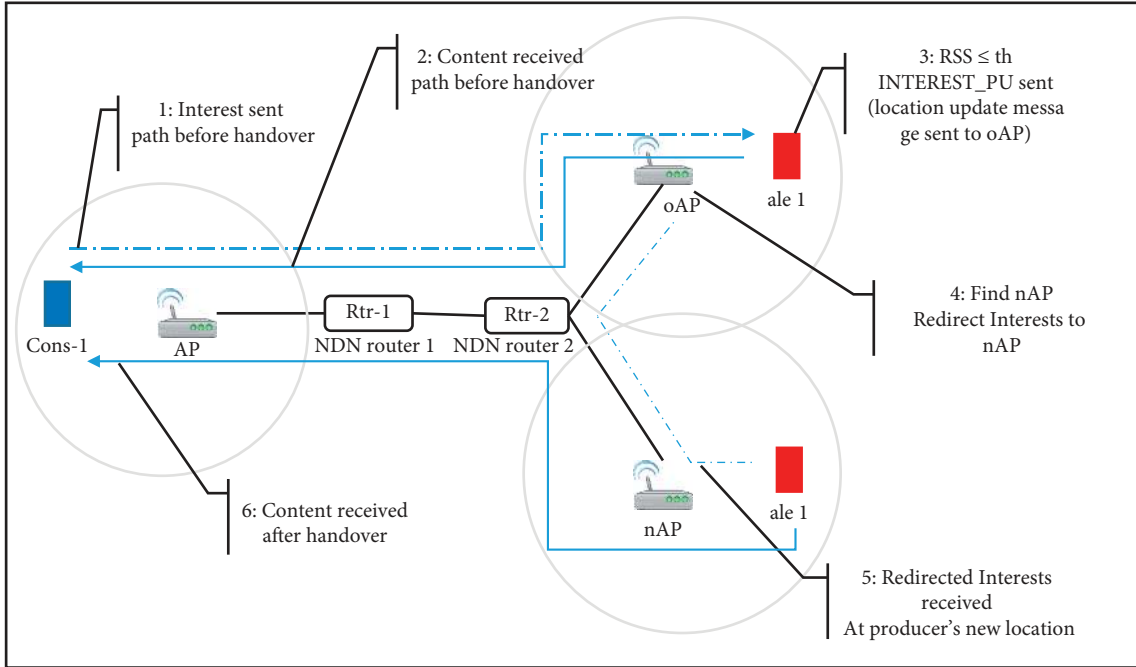 2: Content received
path before handover
3: RSS ≤ th
INTEREST_PU sent
(location update messa
ge sent to oAP)
1: Interest sent
path before handover
oAP
ale 1
4: Find nAP
Redirect Interests to
nAP
Rtr-1
Rtr-2
Cons-1
AP
NDN router 1
NDN router 2
nAP
ale 1
6: Content received
after handover
5: Redirected Interests
received
At producer's new location